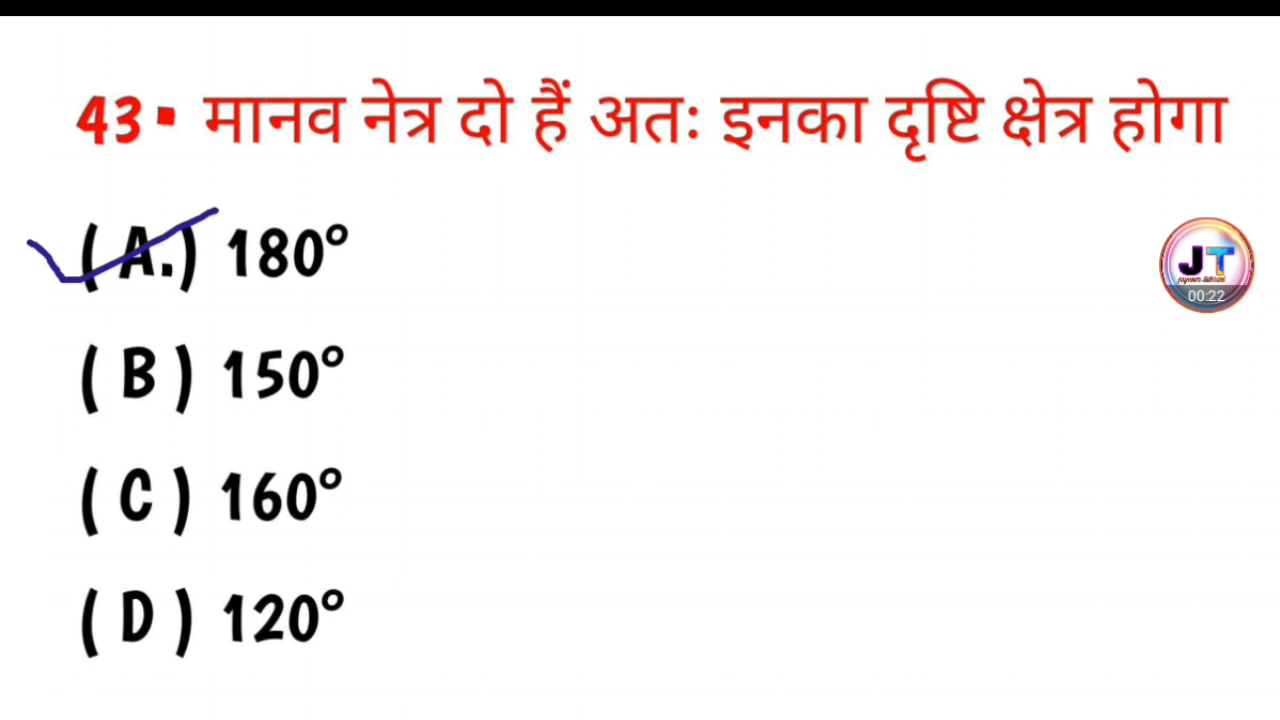 43▪ मानव नेत्र दो हैं अतः इनका दृष्टि क्षेत्र होगा
( A.) 180°
( B ) 150°
( C ) 160°
( D ) 120°
JT
00:22